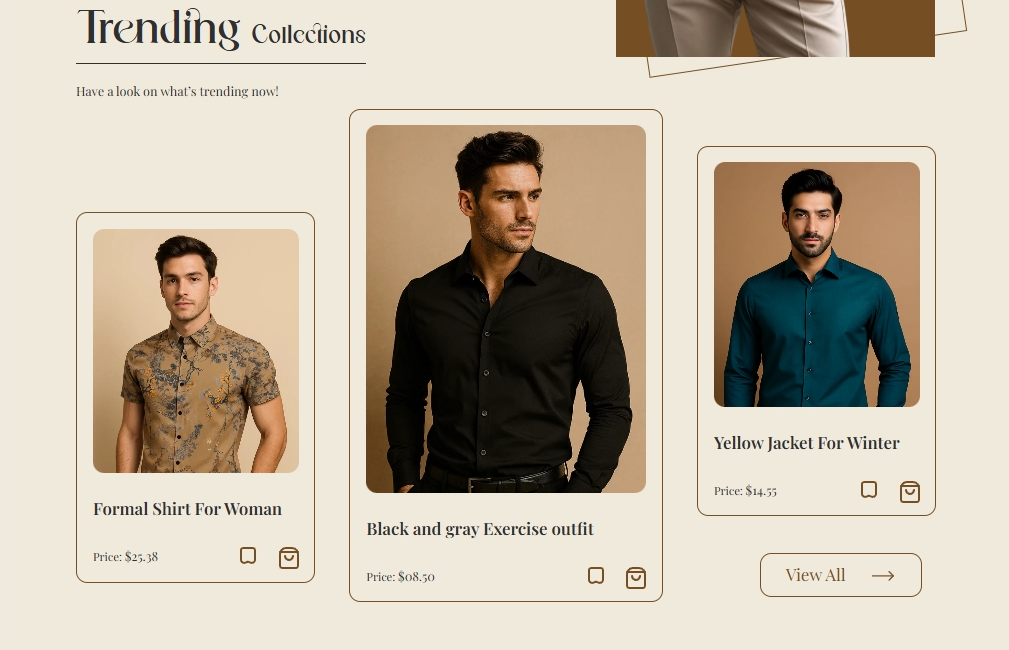 Trending Collections
Have a look on what's trending now!
Formal Shirt For Woman
Price: $25.38
Black and gray Exercise outfit
Price: $08.50
Yellow Jacket For Winter
Price: $14.55
View All